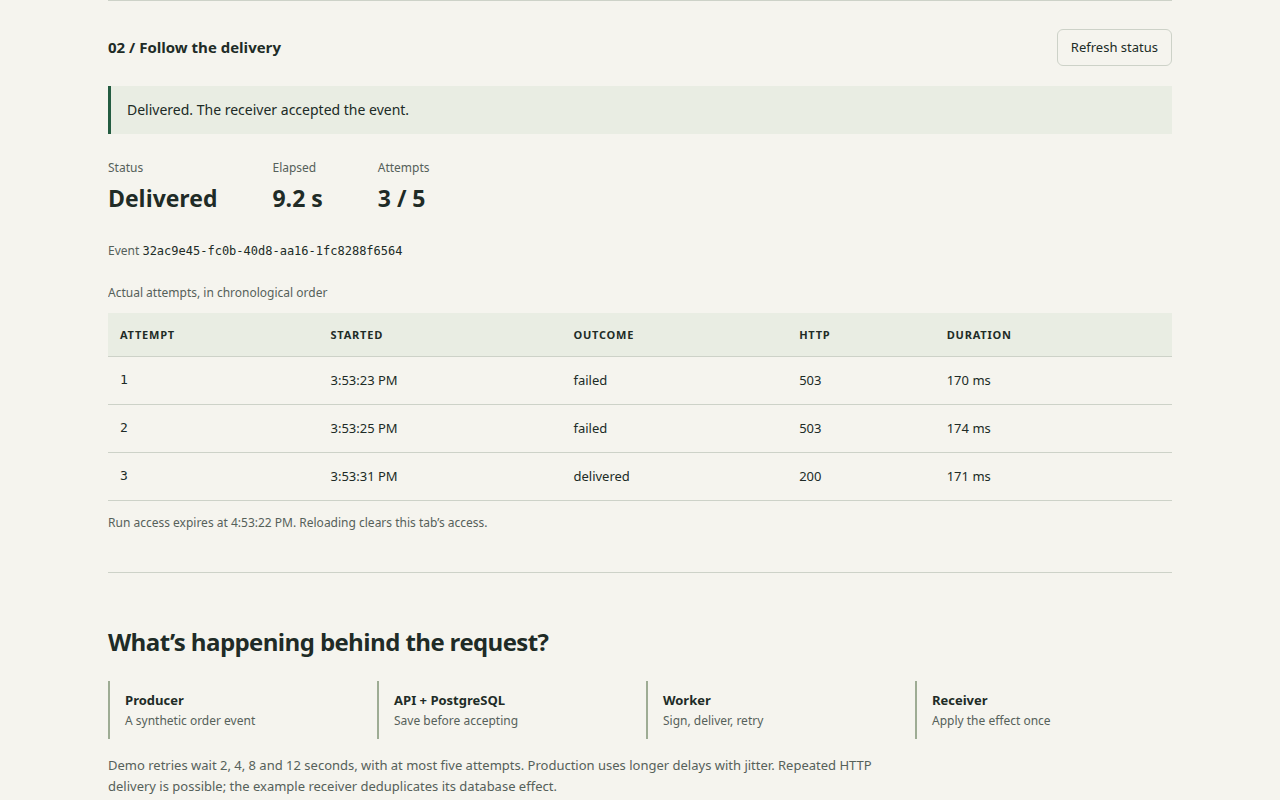 02 / Follow the delivery
Refresh status
Delivered. The receiver accepted the event.
Status
Elapsed
Attempts
Delivered
9.2 s
3 / 5
Event 32ac9e45-fc0b-40d8-aa16-1fc8288f6564
Actual attempts, in chronological order
ATTEMPT STARTED OUTCOME HTTP DURATION
1 3:53:23 PM failed 503 170 ms
2 3:53:25 PM failed 503 174 ms
3 3:53:31 PM delivered 200 171 ms
Run access expires at 4:53:22 PM. Reloading clears this tab’s access.
What’s happening behind the request?
Producer
A synthetic order event
API + PostgreSQL
Save before accepting
Worker
Sign, deliver, retry
Receiver
Apply the effect once
Demo retries wait 2, 4, 8 and 12 seconds, with at most five attempts. Production uses longer delays with jitter. Repeated HTTP
delivery is possible; the example receiver deduplicates its database effect.